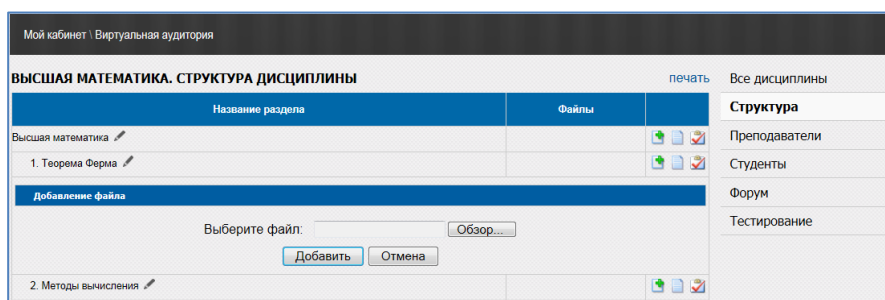 Мой кабинет \ Виртуальная аудитория
ВЫСШАЯ МАТЕМАТИКА. СТРУКТУРА ДИСЦИПЛИНЫ печать
Название раздела Файлы
Высшая математика
1. Теорема Ферма
Добавление файла
Выберите файл: Обзор...
Добавить Отмена
2. Методы вычисления
Все дисциплины
Структура
Преподаватели
Студенты
Форум
Тестирование